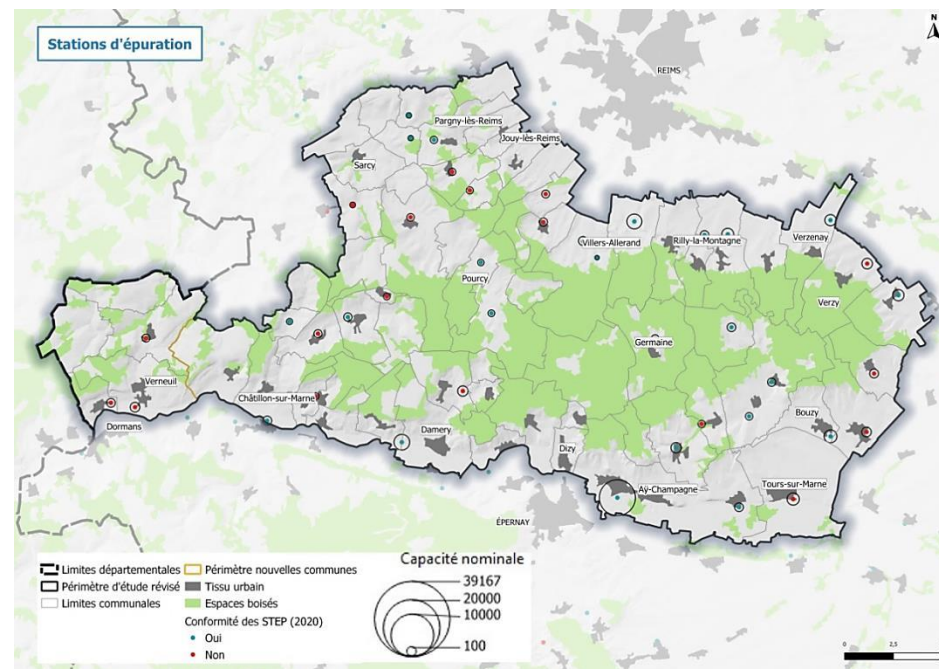 Stations d'épuration
N
REIMS
Pargny-lès-Reims
Jouy-lès-Reims
Sarcy
Villers-Allerand
Rilly-la-Montagne
Verzenay
Pourcy
Verzy
Germaine
Verneuil
Châtillon-sur-Marne
Bouzy
Dormans
Damery
Dizy
Aÿ-Champagne
Tours-sur-Marne
ÉPERNAY
Limites départementales
Périmètre d'étude révisé
Limites communales
Périmètre nouvelles communes
Tissu urbain
Espaces boisés
Conformité des STEP (2020)
Oui
Non
Capacité nominale
39167
20000
10000
100
0
2,5